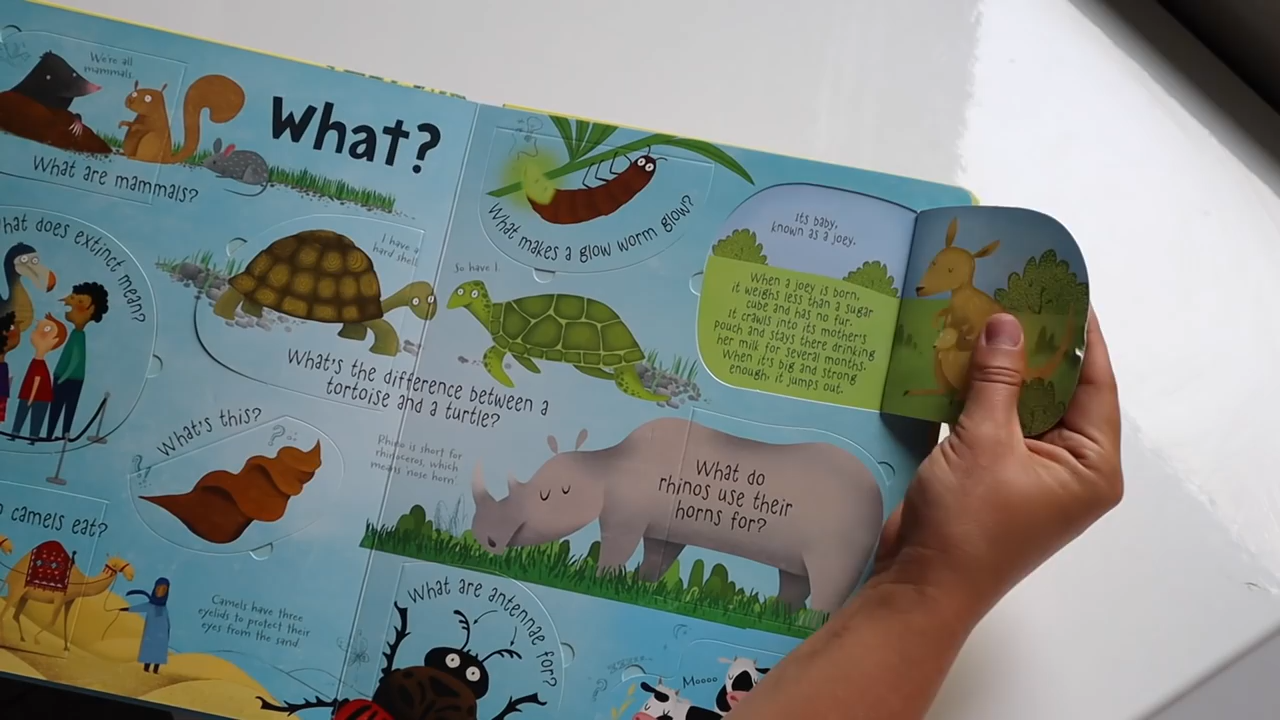 We're all
mammals.
What?
What are mammals?
What makes a glow worm glow?
Its baby,
known as a joey.
When a joey is born,
it weighs less than a sugar
cube and has no fur.
It crawls into its mother's
pouch and stays there drinking
her milk for several months.
When it's big and strong
enough, it jumps out.
hat does extinct mean?
I have a
hard shell.
So have I.
What's the difference between a
tortoise and a turtle?
What's this?
Rhino is short for
rhinoceros, which
means 'nose horn'
What do
rhinos use their
horns for?
camels eat?
Camels have three
eyelids to protect their
eyes from the sand
What are antennae for?
Moooo